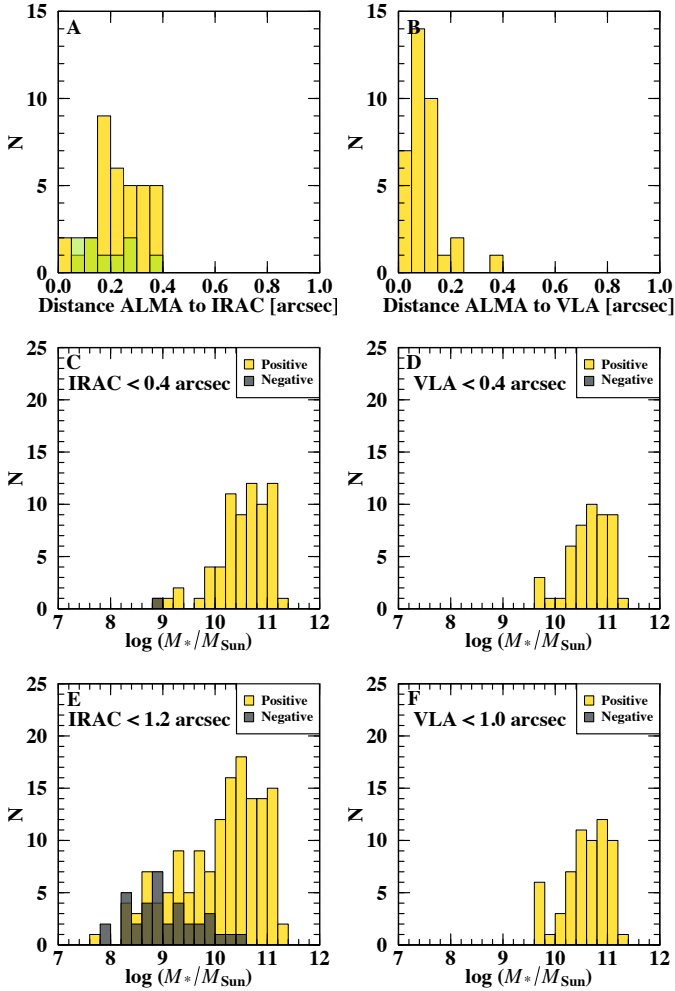 A
B
15
10
5
0
N
0.0 0.2 0.4 0.6 0.8 1.0
Distance ALMA to IRAC [arcsec]
15
10
5
0
N
0.0 0.2 0.4 0.6 0.8 1.0
Distance ALMA to VLA [arcsec]
C
IRAC < 0.4 arcsec
Positive
Negative
25
20
15
10
5
0
N
7 8 9 10 11 12
log (M*/MSun)
D
VLA < 0.4 arcsec
Positive
Negative
25
20
15
10
5
0
N
7 8 9 10 11 12
log (M*/MSun)
E
IRAC < 1.2 arcsec
Positive
Negative
25
20
15
10
5
0
N
7 8 9 10 11 12
log (M*/MSun)
F
VLA < 1.0 arcsec
Positive
Negative
25
20
15
10
5
0
N
7 8 9 10 11 12
log (M*/MSun)